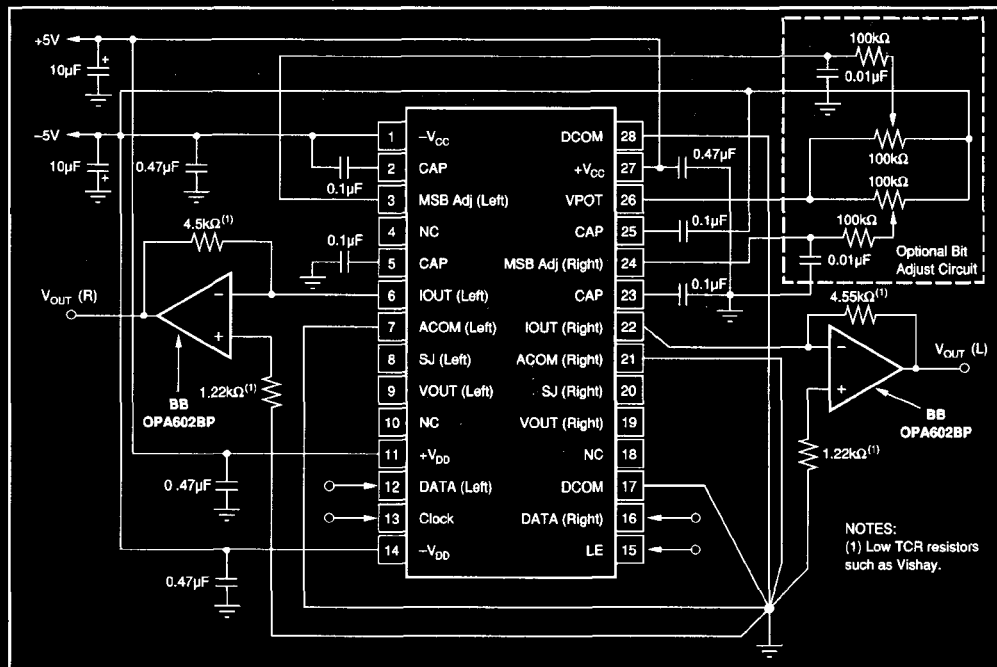 +5V
10µF
+
–5V
10µF
+
0.47µF
0.1µF
4.5kΩ(1)
0.1µF
VOUT (R)
–
+
BB
OPA602BP
1.22kΩ(1)
0.47µF
0.47µF
1 –VCC
2 CAP
3 MSB Adj (Left)
4 NC
5 CAP
6 IOUT (Left)
7 ACOM (Left)
8 SJ (Left)
9 VOUT (Left)
10 NC
11 +VDD
12 DATA (Left)
13 Clock
14 –VDD
DCOM 28
+VCC 27
VPOT 26
CAP 25
MSB Adj (Right) 24
CAP 23
IOUT (Right) 22
ACOM (Right) 21
SJ (Right) 20
VOUT (Right) 19
NC 18
DCOM 17
DATA (Right) 16
LE 15
0.47µF
0.1µF
0.1µF
100kΩ
0.01µF
100kΩ
100kΩ
100kΩ
0.01µF
Optional Bit
Adjust Circuit
4.55kΩ(1)
–
+
VOUT (L)
BB
OPA602BP
1.22kΩ(1)
NOTES:
(1) Low TCR resistors
such as Vishay.